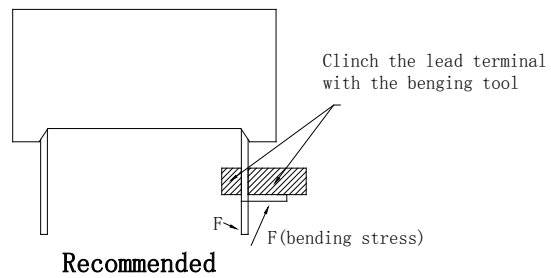 Clinch the lead terminal
with the benging tool
F
F(bending stress)
Recommended